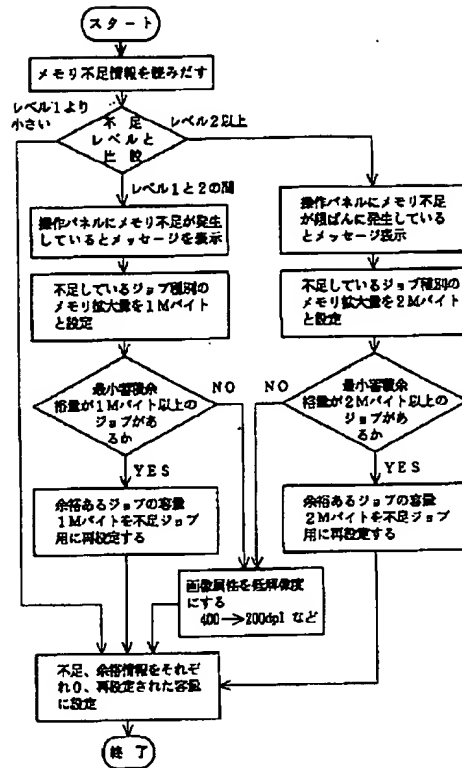 スタート
メモリ不足情報を読みだす
レベル1より
小さい
不足
レベルと
比較
レベル2以上
レベル1と2の間
操作パネルにメモリ不足が発生
しているとメッセージを表示
操作パネルにメモリ不足
が頻ぱんに発生している
とメッセージ表示
不足しているジョブ種別の
メモリ拡大量を1Mバイト
と設定
不足しているジョブ種別の
メモリ拡大量を2Mバイト
と設定
最小蓄積余
裕量が1Mバイト以上の
ジョブがあ
るか
NO
NO
最小蓄積余
裕量が2Mバイト以上の
ジョブがあ
るか
YES
YES
余裕あるジョブの容量
1Mバイトを不足ジョブ
用に再設定する
余裕あるジョブの容量
2Mバイトを不足ジョブ
用に再設定する
画像属性を低解像度
にする
400→200dpi など
不足、余裕情報をそれぞ
れ0、再設定された容量
に設定
終了